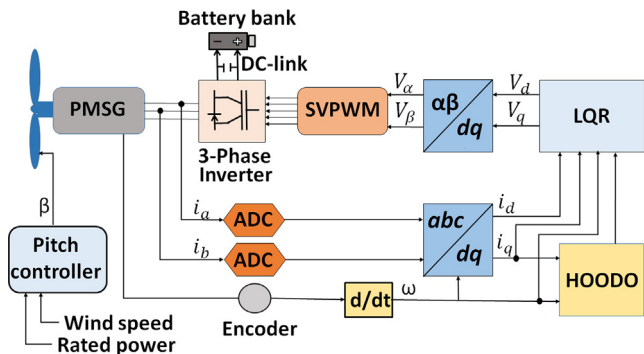 Battery bank
DC-link
PMSG
3-Phase
Inverter
SVPWM
Vα
Vβ
αβ
dq
Vd
Vq
LQR
β
Pitch
controller
Wind speed
Rated power
ia
ib
ADC
ADC
abc
dq
id
iq
HOODO
Encoder
d/dt
ω